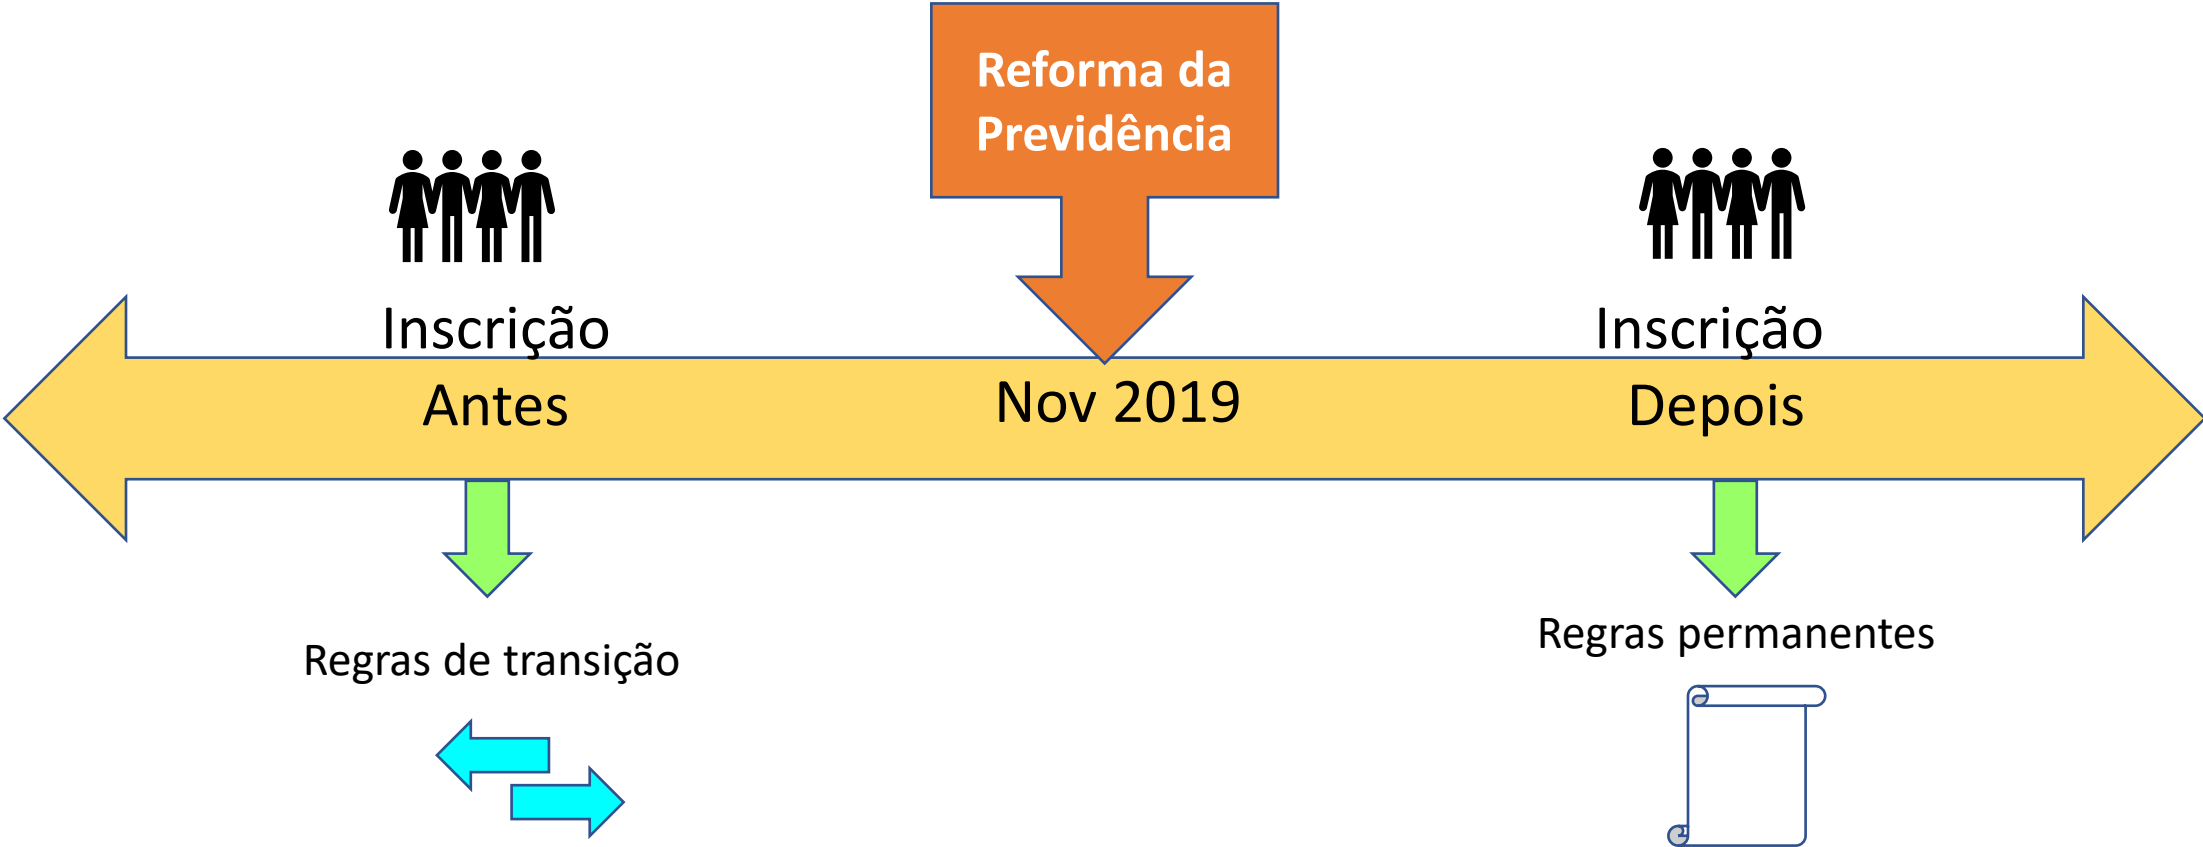 Reforma da
Previdência
Inscrição
Antes
Nov 2019
Inscrição
Depois
Regras de transição
Regras permanentes